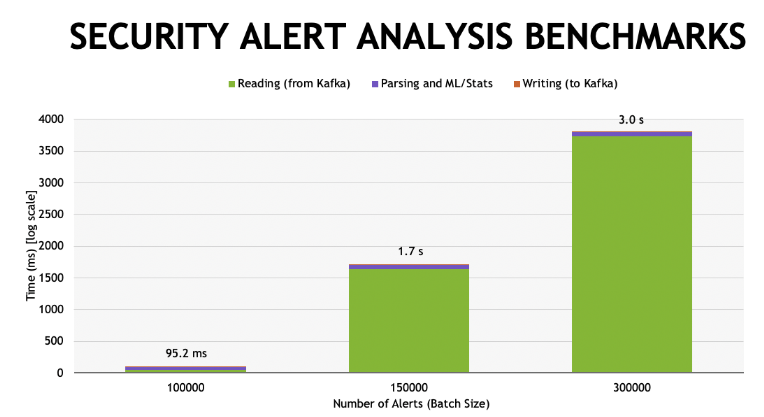 SECURITY ALERT ANALYSIS BENCHMARKS
Reading (from Kafka) Parsing and ML/Stats Writing (to Kafka)
Time (ms) [log scale]
4000
3500
3000
2500
2000
1500
1000
500
0
95.2 ms
1.7 s
3.0 s
100000 150000 300000
Number of Alerts (Batch Size)